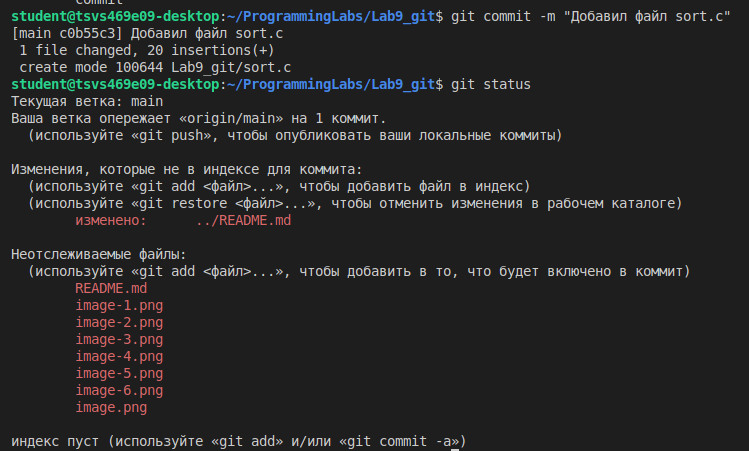 commit
student@tsvs469e09-desktop:~/ProgrammingLabs/Lab9_git$ git commit -m "Добавил файл sort.c"
[main c0b55c3] Добавил файл sort.c
 1 file changed, 20 insertions(+)
 create mode 100644 Lab9_git/sort.c
student@tsvs469e09-desktop:~/ProgrammingLabs/Lab9_git$ git status
Текущая ветка: main
Ваша ветка опережает «origin/main» на 1 коммит.
  (используйте «git push», чтобы опубликовать ваши локальные коммиты)

Изменения, которые не в индексе для коммита:
  (используйте «git add <файл>...», чтобы добавить файл в индекс)
  (используйте «git restore <файл>...», чтобы отменить изменения в рабочем каталоге)
        изменено:      ../README.md

Неотслеживаемые файлы:
  (используйте «git add <файл>...», чтобы добавить в то, что будет включено в коммит)
        README.md
        image-1.png
        image-2.png
        image-3.png
        image-4.png
        image-5.png
        image-6.png
        image.png

индекс пуст (используйте «git add» и/или «git commit -a»)